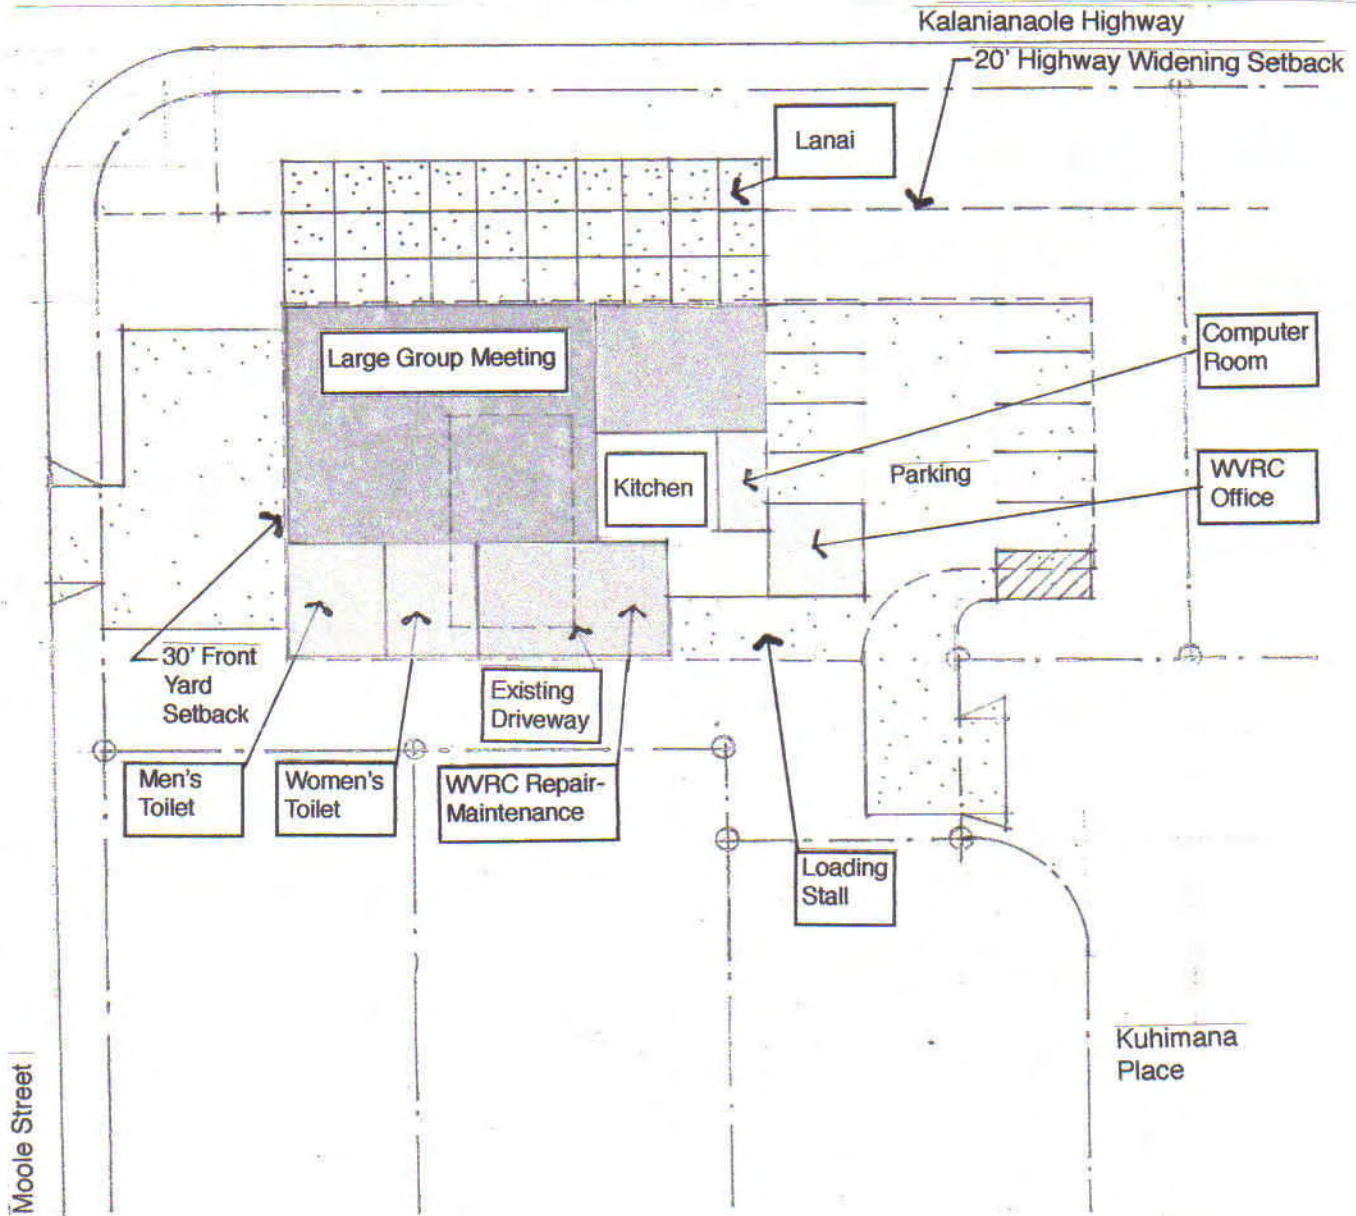 Kalanianaole Highway
20' Highway Widening Setback
Lanai
Large Group Meeting
Computer
Room
Kitchen
Parking
WVRC
Office
30' Front
Yard
Setback
Existing
Driveway
Men's
Toilet
Women's
Toilet
WVRC Repair-
Maintenance
Loading
Stall
Kuhimana
Place
Moole Street